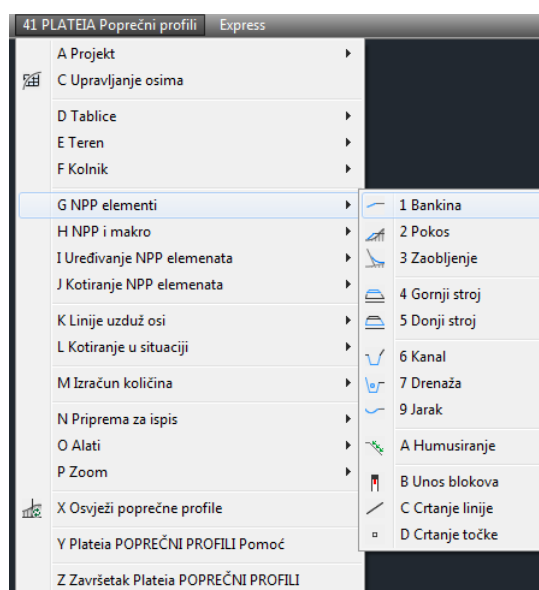 41 PLATEIA Poprečni profili Express
A Projekt
C Upravljanje osima
D Tablice
E Teren
F Kolnik
G NPP elementi
H NPP i makro
I Uređivanje NPP elemenata
J Kotiranje NPP elemenata
K Linije uzduž osi
L Kotiranje u situaciji
M Izračun količina
N Priprema za ispis
O Alati
P Zoom
X Osvježi poprečne profile
Y Plateia POPREČNI PROFILI Pomoć
Z Završetak Plateia POPREČNI PROFILI
1 Bankina
2 Pokos
3 Zaobljenje
4 Gornji stroj
5 Donji stroj
6 Kanal
7 Drenaža
9 Jarak
A Humusiranje
B Unos blokova
C Crtanje linije
D Crtanje točke